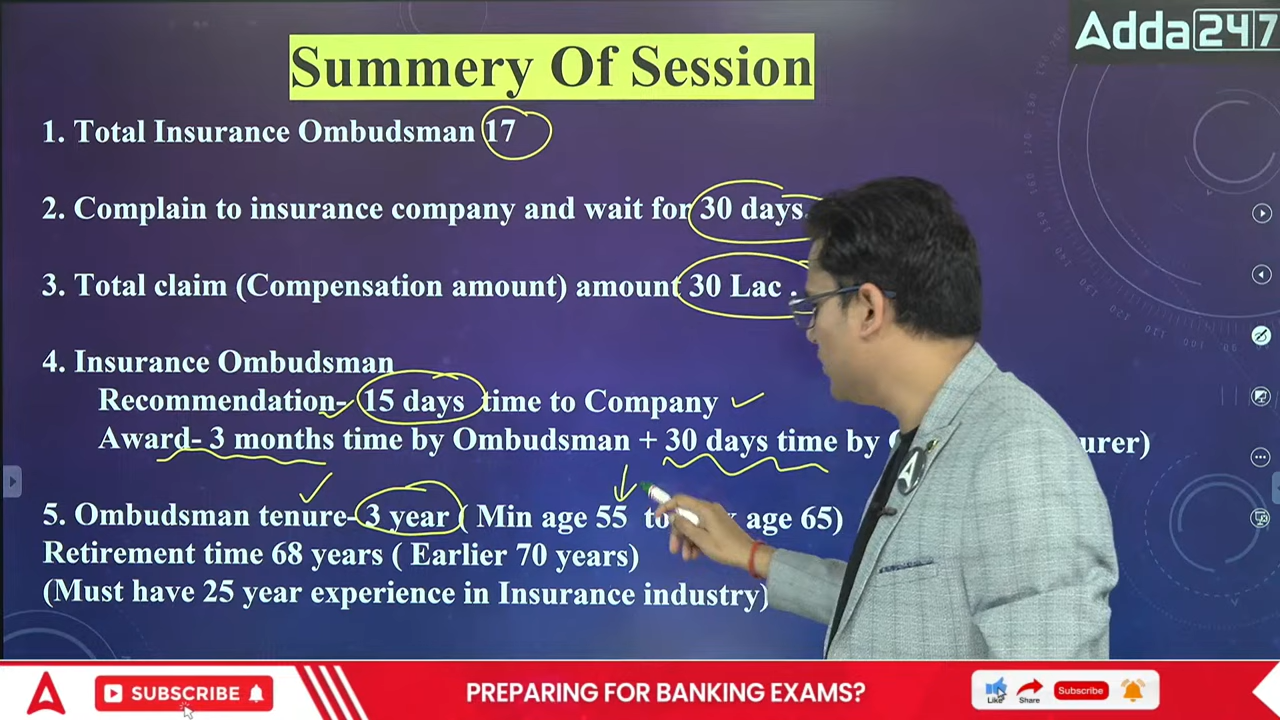 Adda247
Summery Of Session
1. Total Insurance Ombudsman 17
2. Complain to insurance company and wait for 30 days.
3. Total claim (Compensation amount) amount 30 Lac .
4. Insurance Ombudsman
Recommendation- 15 days time to Company
Award- 3 months time by Ombudsman + 30 days time by
5. Ombudsman tenure- 3 year ( Min age 55 to age 65)
Retirement time 68 years ( Earlier 70 years)
(Must have 25 year experience in Insurance industry)
SUBSCRIBE
PREPARING FOR BANKING EXAMS?
Like
Share
Subscribe